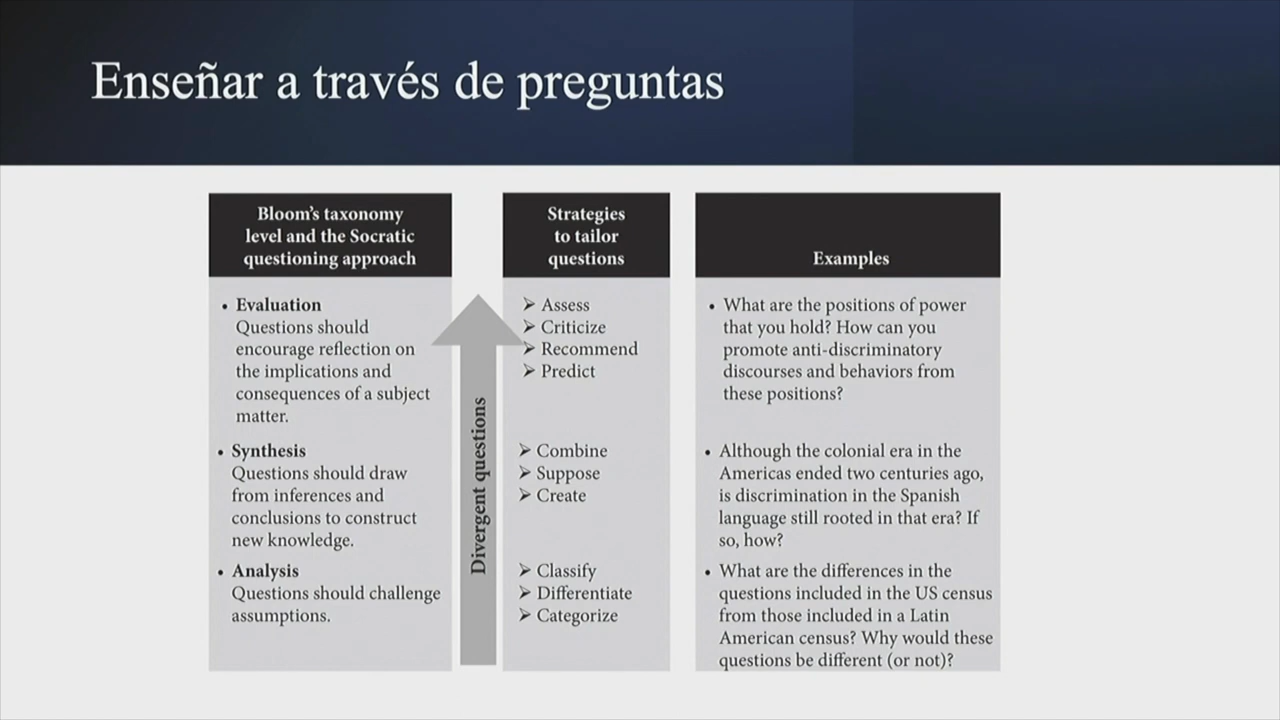 Enseñar a través de preguntas
Bloom's taxonomy
level and the Socratic
questioning approach
• Evaluation
Questions should
encourage reflection on
the implications and
consequences of a subject
matter.
• Synthesis
Questions should draw
from inferences and
conclusions to construct
new knowledge.
• Analysis
Questions should challenge
assumptions.
Divergent questions
Strategies
to tailor
questions
➢ Assess
➢ Criticize
➢ Recommend
➢ Predict
➢ Combine
➢ Suppose
➢ Create
➢ Classify
➢ Differentiate
➢ Categorize
Examples
• What are the positions of power
that you hold? How can you
promote anti-discriminatory
discourses and behaviors from
these positions?
• Although the colonial era in the
Americas ended two centuries ago,
is discrimination in the Spanish
language still rooted in that era? If
so, how?
• What are the differences in the
questions included in the US census
from those included in a Latin
American census? Why would these
questions be different (or not)?